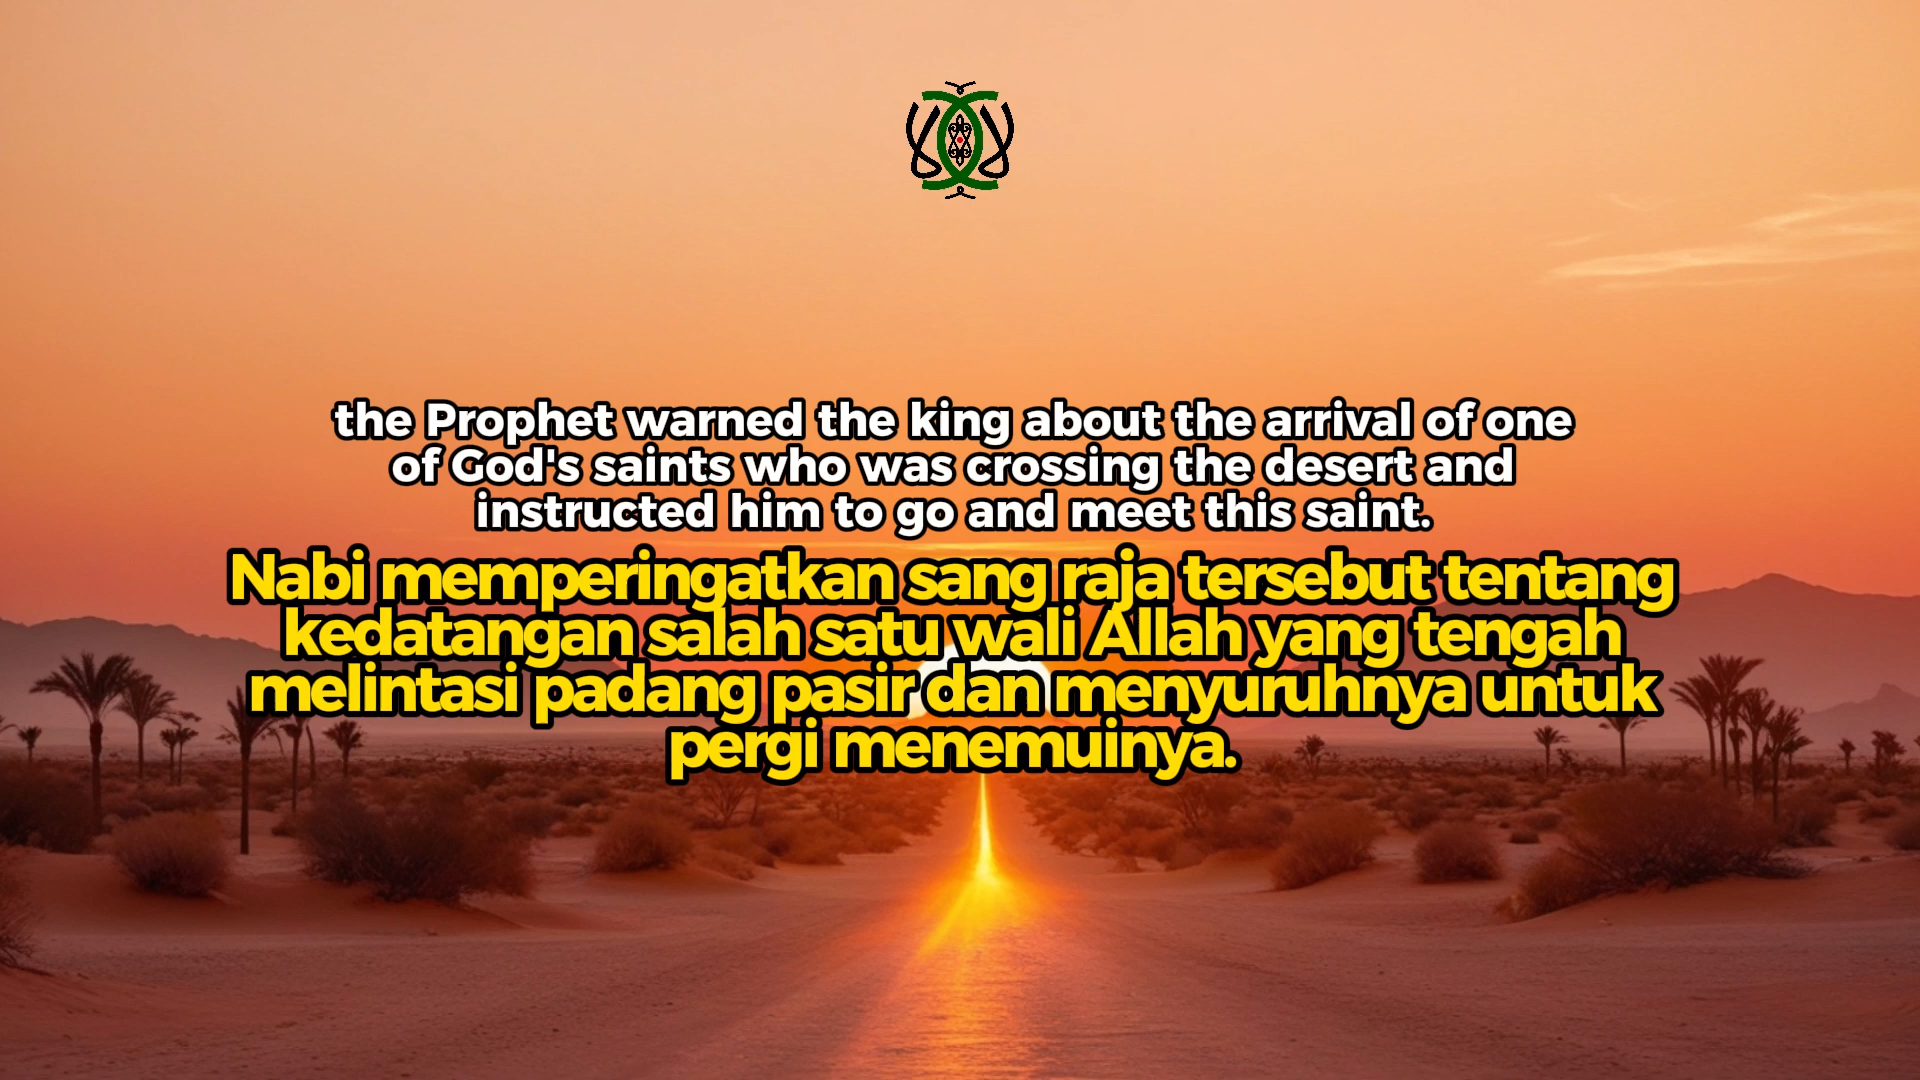 the Prophet warned the king about the arrival of one
of God's saints who was crossing the desert and
instructed him to go and meet this saint.
Nabi memperingatkan sang raja tersebut tentang
kedatangan salah satu wali Allah yang tengah
melintasi padang pasir dan menyuruhnya untuk
pergi menemuinya.